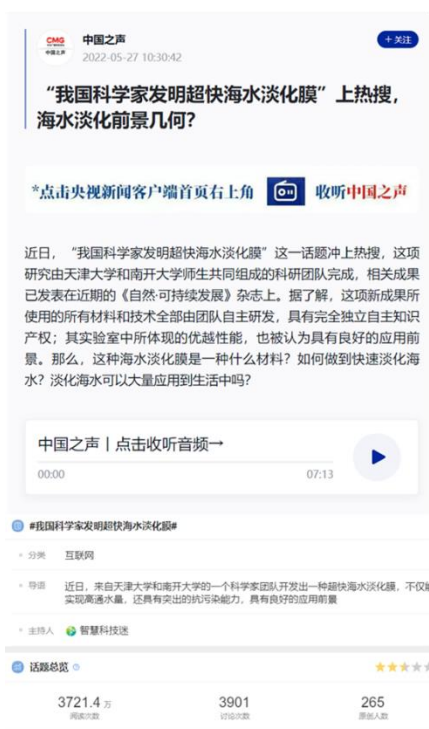 CMG
中国之声
中国之声
2022-05-27 10:30:42
+关注
“我国科学家发明超快海水淡化膜”上热搜，
海水淡化前景几何？
*点击央视新闻客户端首页右上角 收听中国之声
近日，“我国科学家发明超快海水淡化膜”这一话题冲上热搜，这项
研究由天津大学和南开大学师生共同组成的科研团队完成，相关成果
已发表在近期的《自然·可持续发展》杂志上。据了解，这项新成果所
使用的所有材料和技术全部由团队自主研发，具有完全独立自主知识
产权；其实验室中所体现的优越性能，也被认为具有良好的应用前
景。那么，这种海水淡化膜是一种什么材料？如何做到快速淡化海
水？淡化海水可以大量应用到生活中吗？
中国之声丨点击收听音频→
00:00 07:13
#我国科学家发明超快海水淡化膜#
分类 互联网
导语 近日，来自天津大学和南开大学的一个科学家团队开发出一种超快海水淡化膜，不仅能
实现高通水量，还具有突出的抗污染能力，具有良好的应用前景
主持人 智慧科技迷
话题总览
3721.4 万 3901 265
阅读次数 讨论次数 原创人数